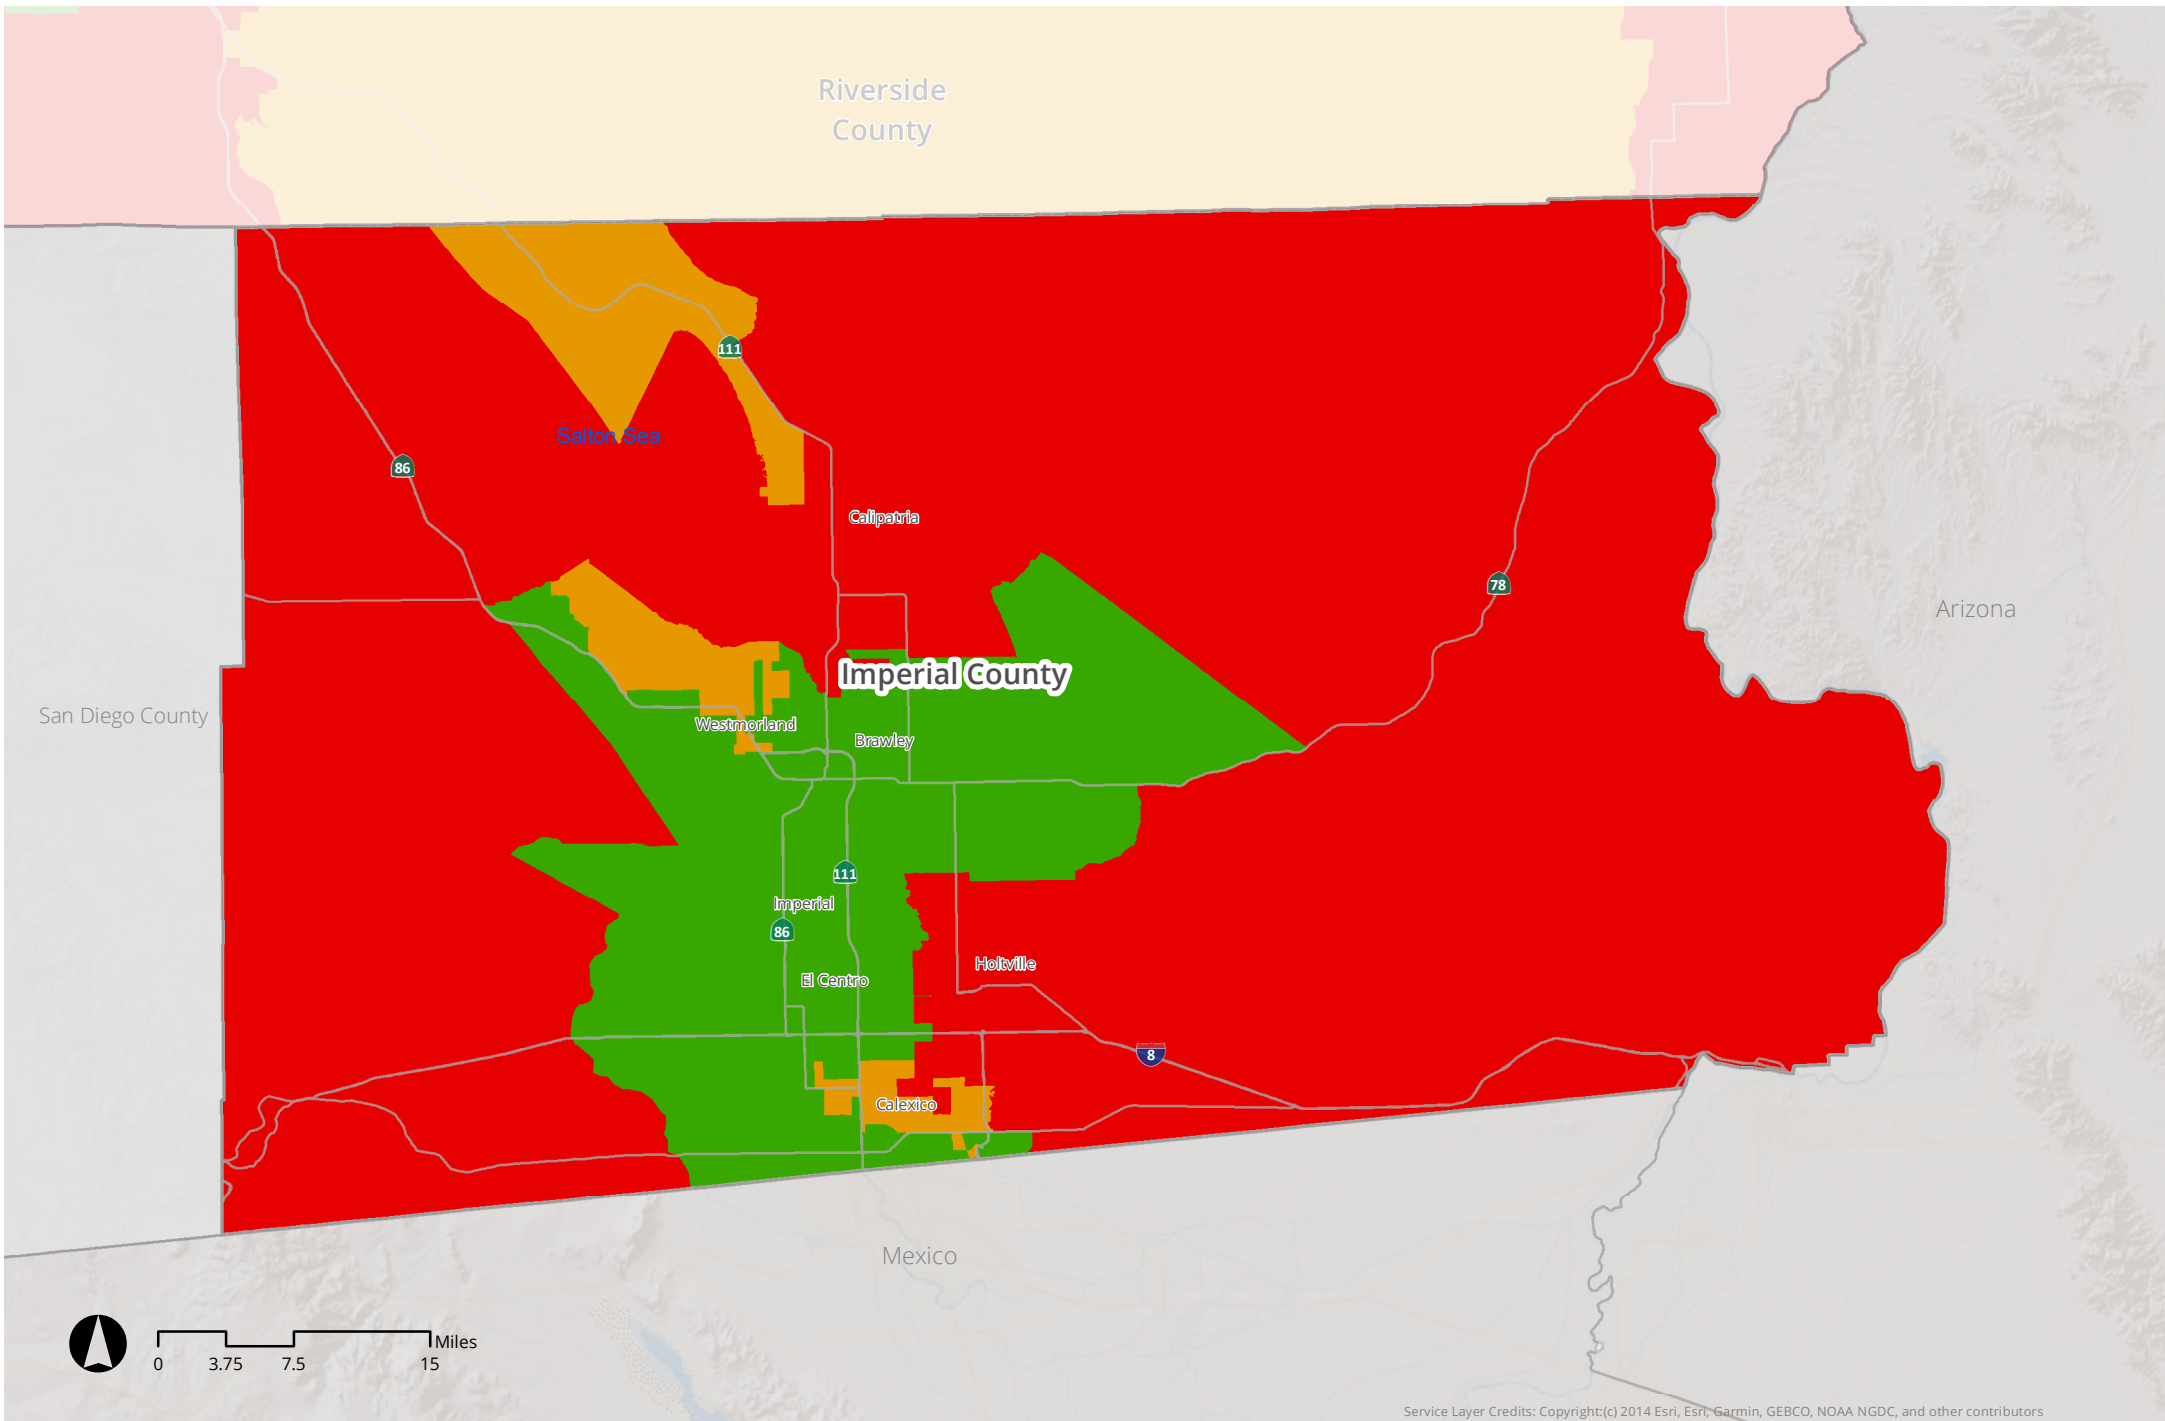 Riverside
County
111
Salton Sea
86
Calipatria
78
Arizona
Imperial County
San Diego County
Westmorland
Brawley
111
Imperial
86
Holtville
El Centro
8
Calexico
Mexico
Miles
0 3.75 7.5 15
Service Layer Credits: Copyright:(c) 2014 Esri, Esri, Garmin, GEBCO, NOAA NGDC, and other contributors